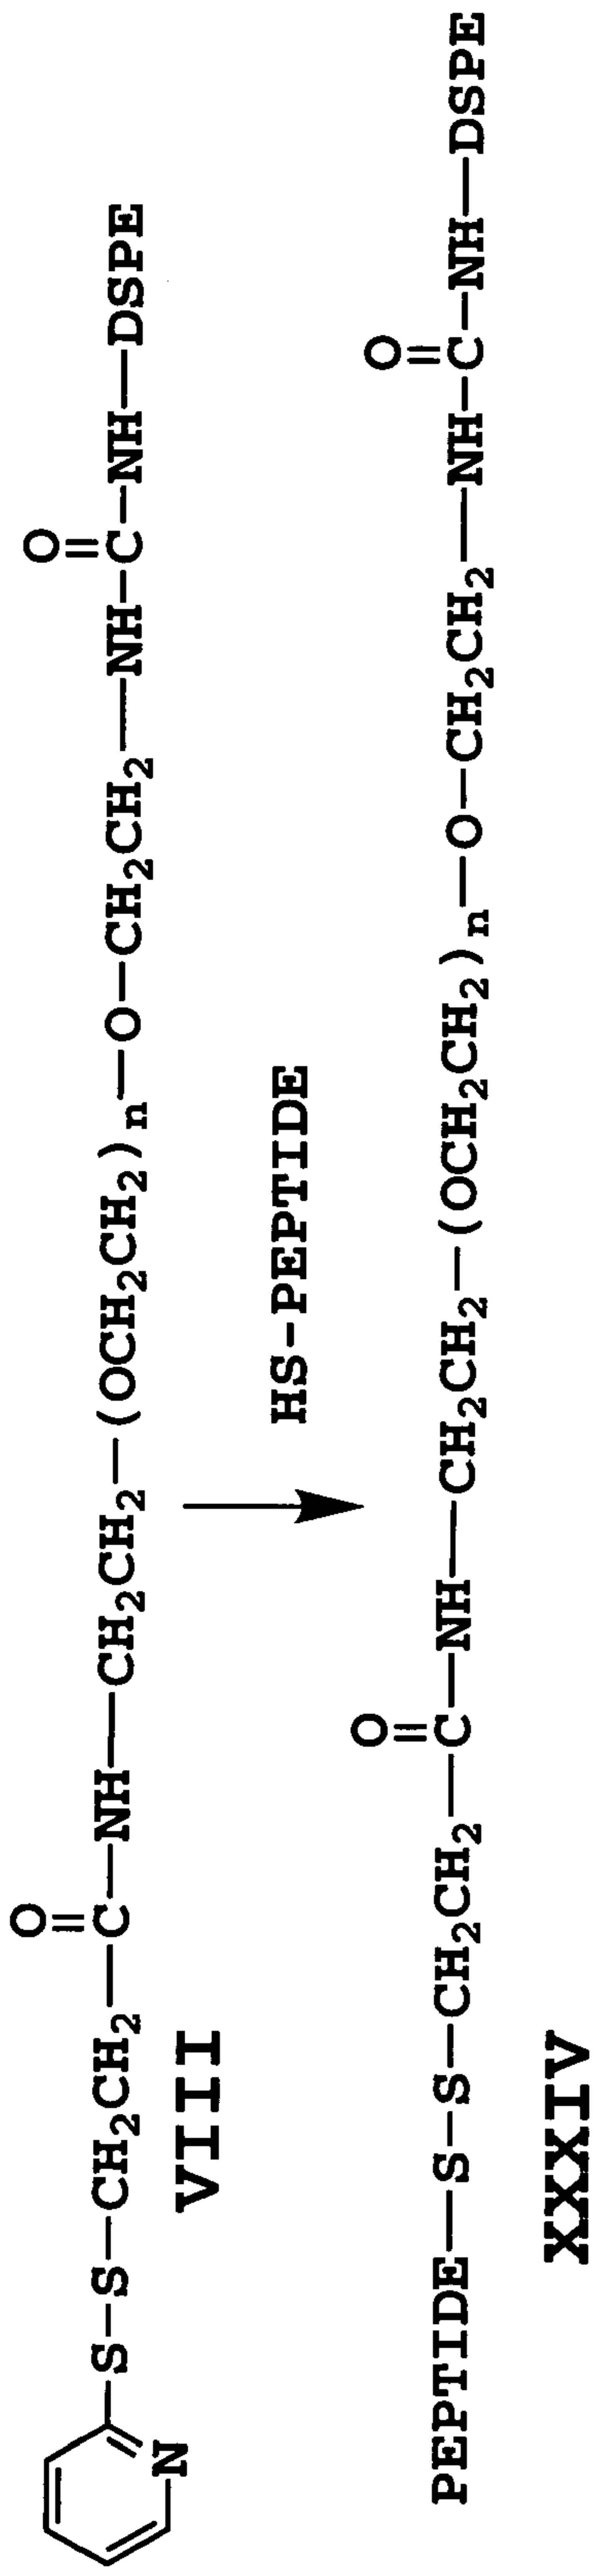 O O
N S–S–CH₂CH₂–C–NH–CH₂CH₂–(OCH₂CH₂)ₙ–O–CH₂CH₂–NH–C–NH–DSPE
VIII
HS-PEPTIDE
O O
PEPTIDE–S–S–CH₂CH₂–C–NH–CH₂CH₂–(OCH₂CH₂)ₙ–O–CH₂CH₂–NH–C–NH–DSPE
XXXIV